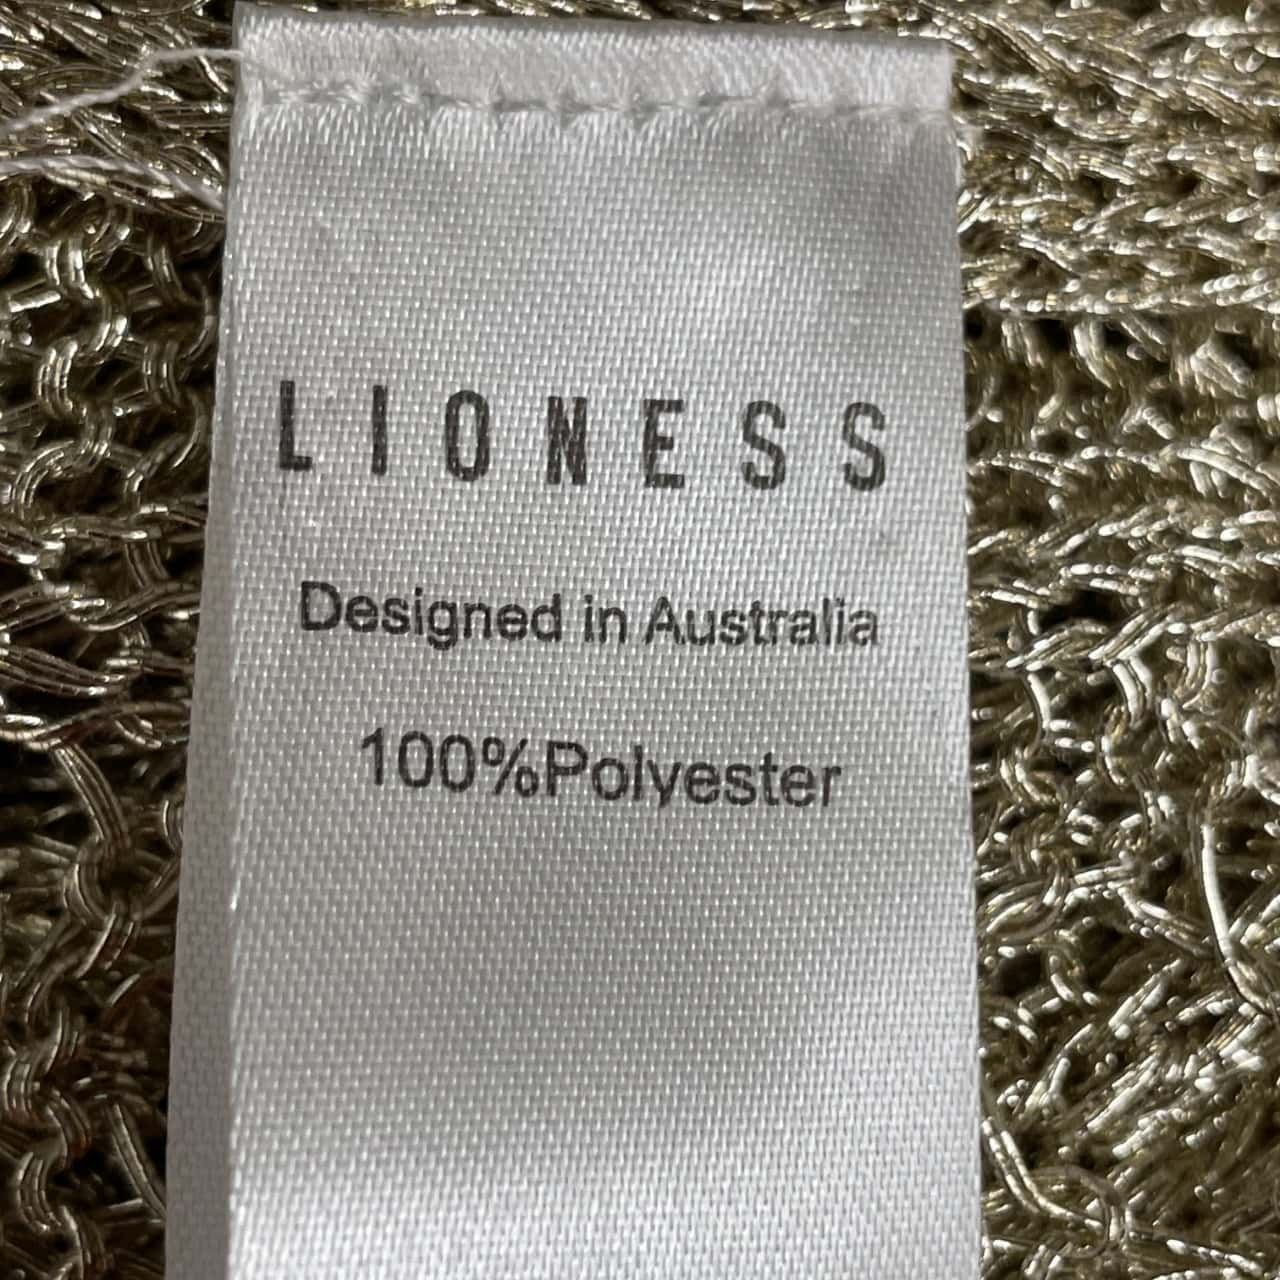 LIONESS
Designed in Australia
100%Polyester